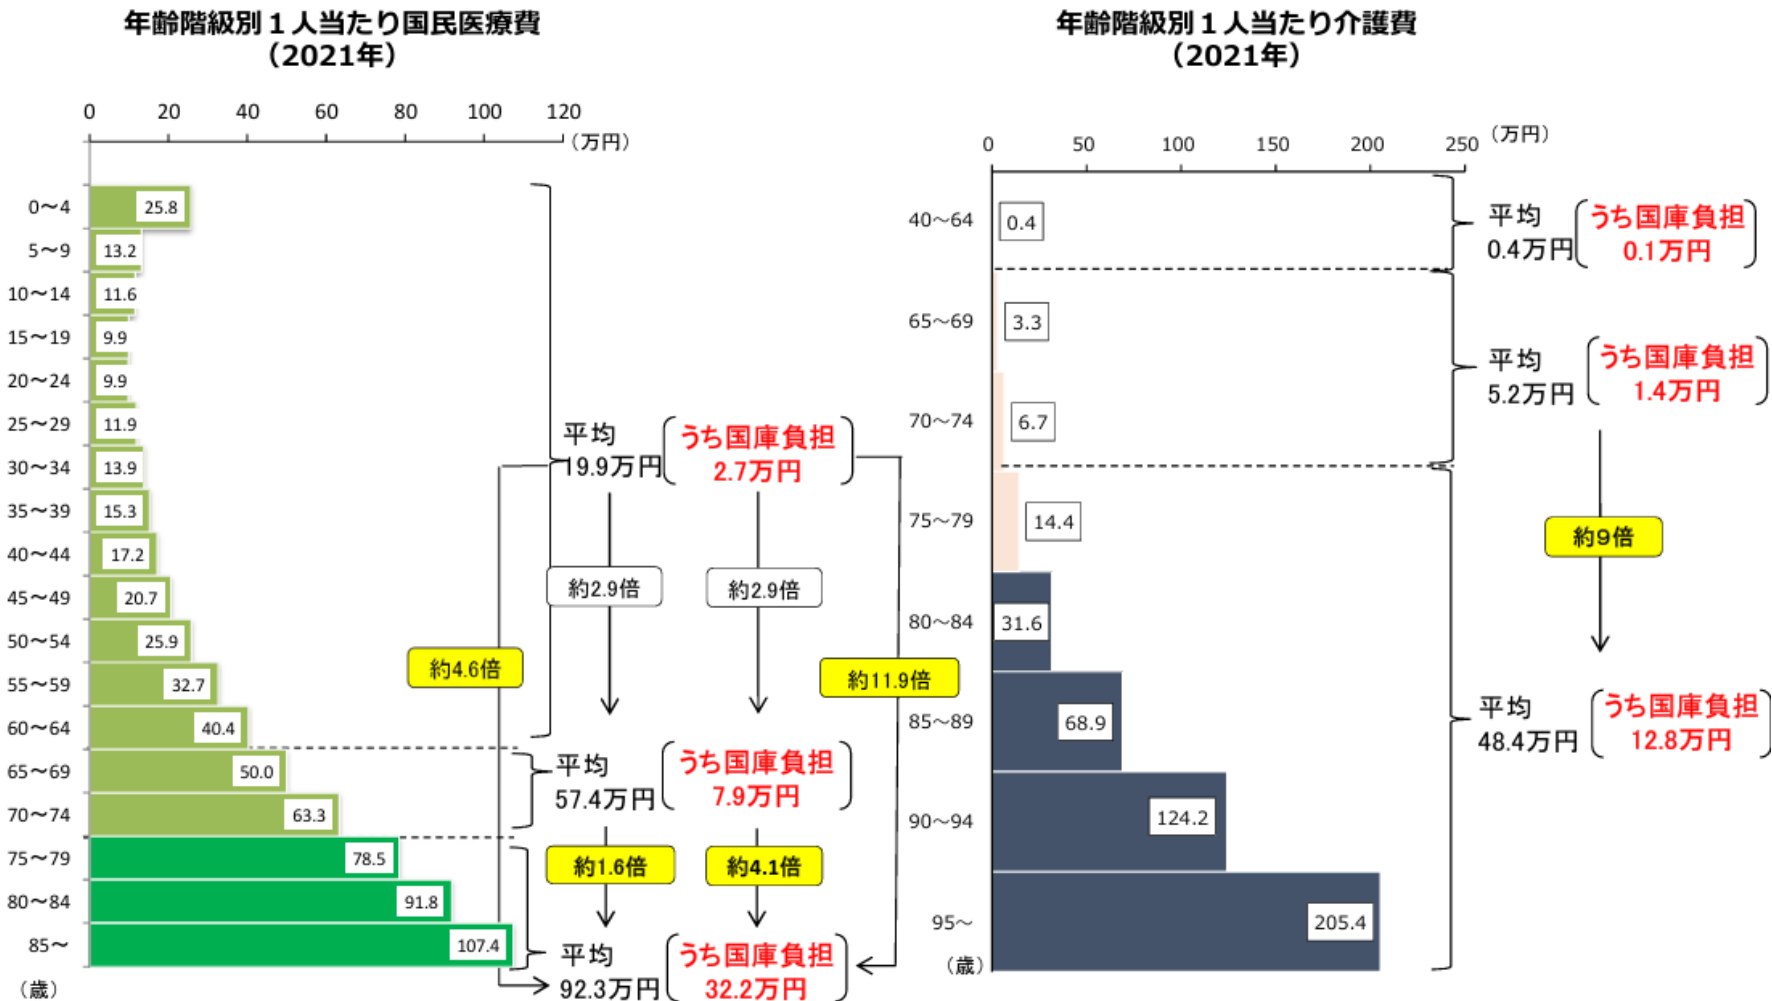 年齢階級別１人当たり国民医療費
（2021年）
0
20
40
60
80
100
120
（万円）
0～4
25.8
5～9
13.2
10～14
11.6
15～19
9.9
20～24
9.9
25～29
11.9
30～34
13.9
35～39
15.3
40～44
17.2
45～49
20.7
50～54
25.9
55～59
32.7
60～64
40.4
65～69
50.0
70～74
63.3
75～79
78.5
80～84
91.8
85～
107.4
（歳）
平均
19.9万円
うち国庫負担
2.7万円
約2.9倍
約2.9倍
約4.6倍
約11.9倍
平均
57.4万円
うち国庫負担
7.9万円
約1.6倍
約4.1倍
平均
92.3万円
うち国庫負担
32.2万円
年齢階級別１人当たり介護費
（2021年）
0
50
100
150
200
250
（万円）
40～64
0.4
65～69
3.3
70～74
6.7
75～79
14.4
80～84
31.6
85～89
68.9
90～94
124.2
95～
205.4
（歳）
平均
0.4万円
うち国庫負担
0.1万円
平均
5.2万円
うち国庫負担
1.4万円
約9倍
平均
48.4万円
うち国庫負担
12.8万円